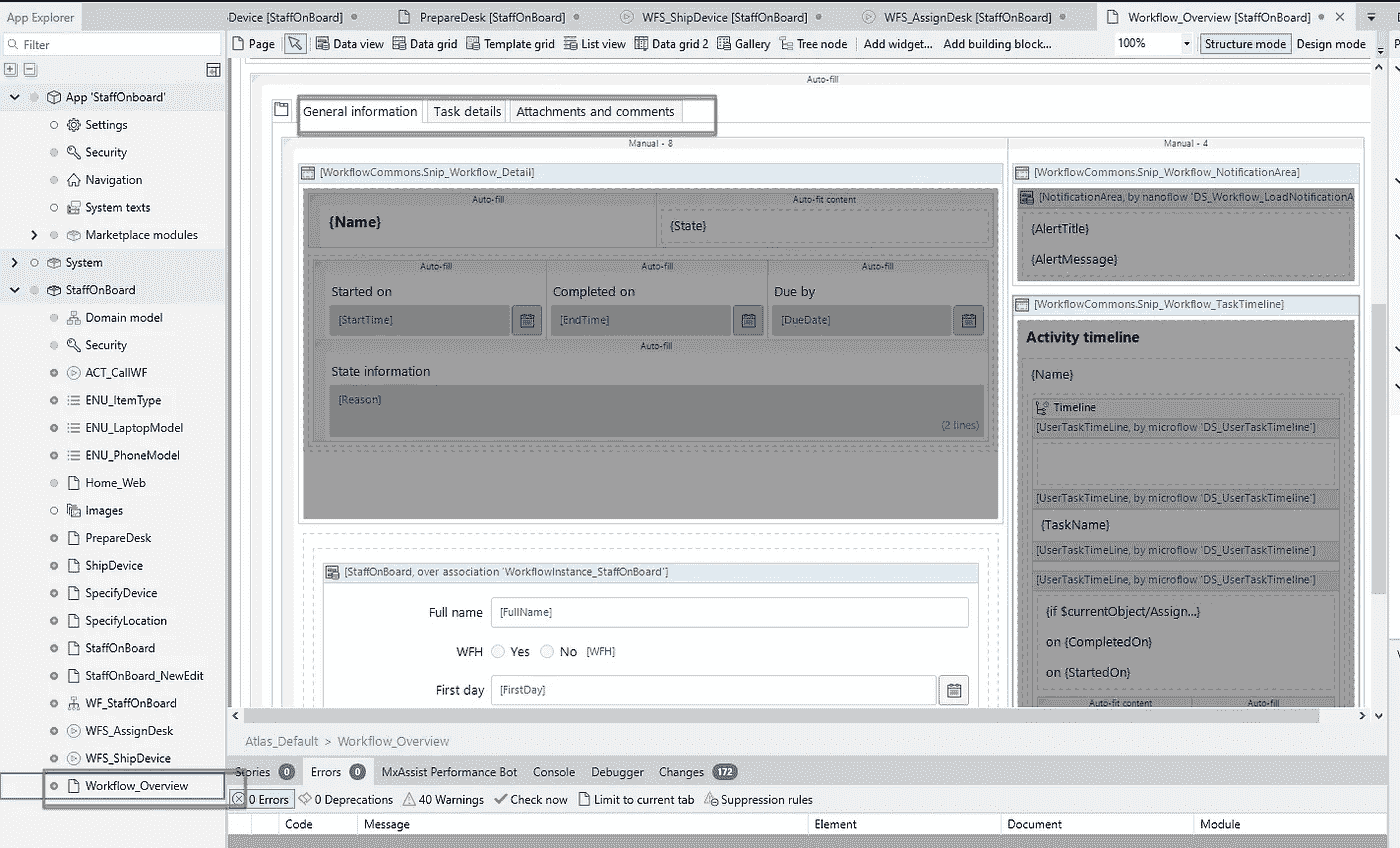 App Explorer
Device [StaffOnBoard]
PrepareDesk [StaffOnBoard]
WFS_ShipDevice [StaffOnBoard]
WFS_AssignDesk [StaffOnBoard]
Workflow_Overview [StaffOnBoard]
Filter
Page
Data view
Data grid
Template grid
List view
Data grid 2
Gallery
Tree node
Add widget...
Add building block...
100%
Structure mode
Design mode
App 'StaffOnboard'
Settings
Security
Navigation
System texts
Marketplace modules
System
StaffOnBoard
Domain model
Security
ACT_CallWF
ENU_ItemType
ENU_LaptopModel
ENU_PhoneModel
Home_Web
Images
PrepareDesk
ShipDevice
SpecifyDevice
SpecifyLocation
StaffOnBoard
StaffOnBoard_NewEdit
WF_StaffOnBoard
WFS_AssignDesk
WFS_ShipDevice
Workflow_Overview
Auto-fill
General information
Task details
Attachments and comments
Manual - 8
Manual - 4
[WorkflowCommons.Snip_Workflow_Detail]
Auto-fill
Auto-fit content
{Name}
{State}
Auto-fill
Auto-fill
Auto-fill
Started on
Completed on
Due by
[StartTime]
[EndTime]
[DueDate]
Auto-fill
State information
[Reason]
(2 lines)
[StaffOnBoard, over association 'WorkflowInstance_StaffOnBoard']
Full name
[FullName]
WFH
Yes
No
[WFH]
First day
[FirstDay]
[WorkflowCommons.Snip_Workflow_NotificationArea]
[NotificationArea, by nanoflow 'DS_Workflow_LoadNotificationA
{AlertTitle}
{AlertMessage}
[WorkflowCommons.Snip_Workflow_TaskTimeline]
Activity timeline
{Name}
Timeline
[UserTaskTimeLine, by microflow 'DS_UserTaskTimeline']
[UserTaskTimeLine, by microflow 'DS_UserTaskTimeline']
{TaskName}
[UserTaskTimeLine, by microflow 'DS_UserTaskTimeline']
[UserTaskTimeLine, by microflow 'DS_UserTaskTimeline']
{if $currentObject/Assign...}
on {CompletedOn}
on {StartedOn}
Auto-fit content
Auto-fill
Atlas_Default > Workflow_Overview
Stories 0
Errors 0
MxAssist Performance Bot
Console
Debugger
Changes 172
0 Errors
0 Deprecations
40 Warnings
Check now
Limit to current tab
Suppression rules
Code
Message
Element
Document
Module